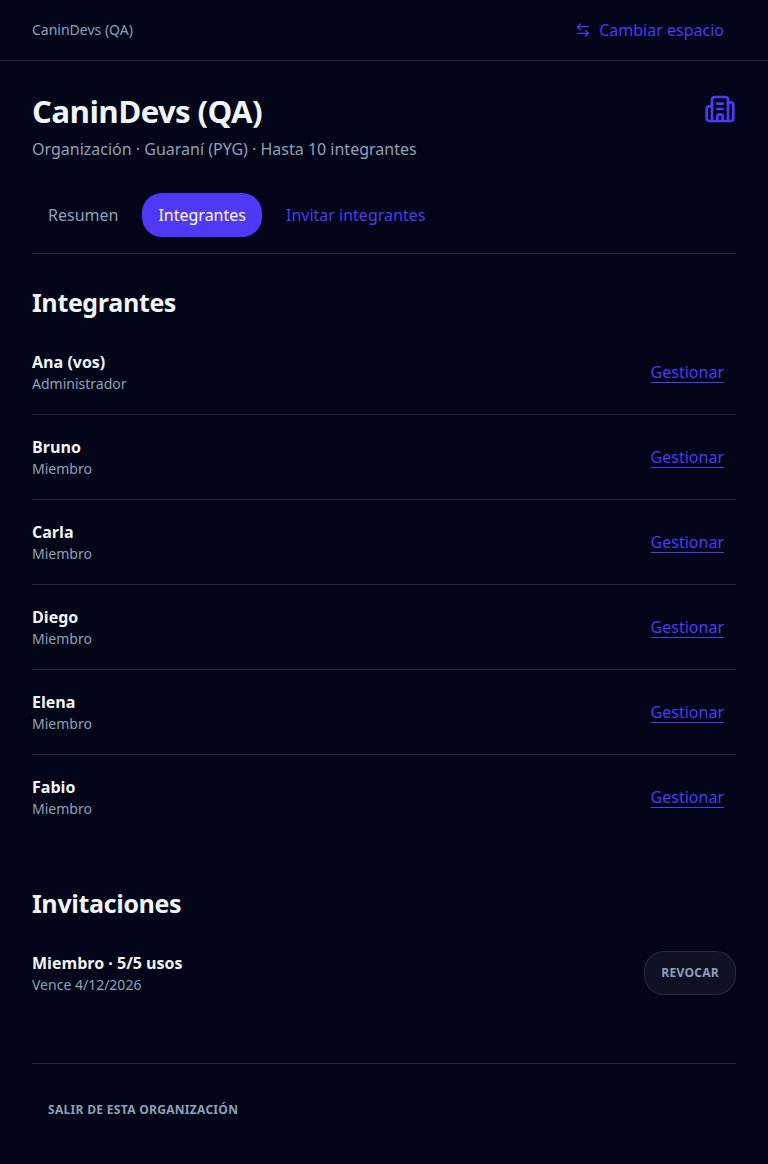 CaninDevs (QA)
Cambiar espacio
CaninDevs (QA)
Organización · Guaraní (PYG) · Hasta 10 integrantes
Resumen
Integrantes
Invitar integrantes
Integrantes
Ana (vos)
Administrador
Gestionar
Bruno
Miembro
Gestionar
Carla
Miembro
Gestionar
Diego
Miembro
Gestionar
Elena
Miembro
Gestionar
Fabio
Miembro
Gestionar
Invitaciones
Miembro · 5/5 usos
Vence 4/12/2026
REVOCAR
SALIR DE ESTA ORGANIZACIÓN